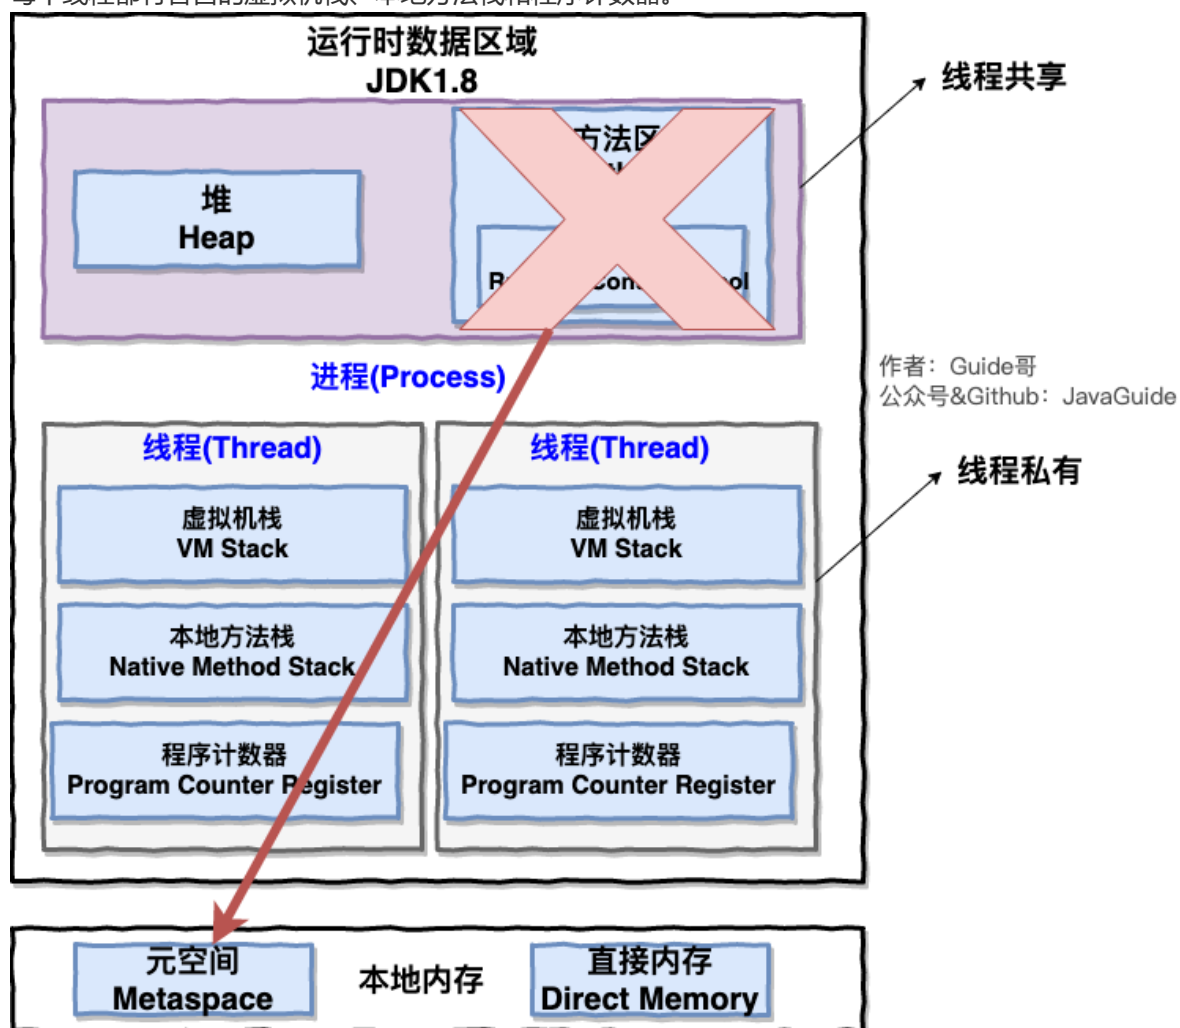 运行时数据区域
JDK1.8
线程共享
方法区
堆
Heap
进程(Process)
作者：Guide哥
公众号&Github：JavaGuide
线程(Thread)
线程(Thread)
线程私有
虚拟机栈
VM Stack
虚拟机栈
VM Stack
本地方法栈
Native Method Stack
本地方法栈
Native Method Stack
程序计数器
Program Counter Register
程序计数器
Program Counter Register
元空间
Metaspace
本地内存
直接内存
Direct Memory